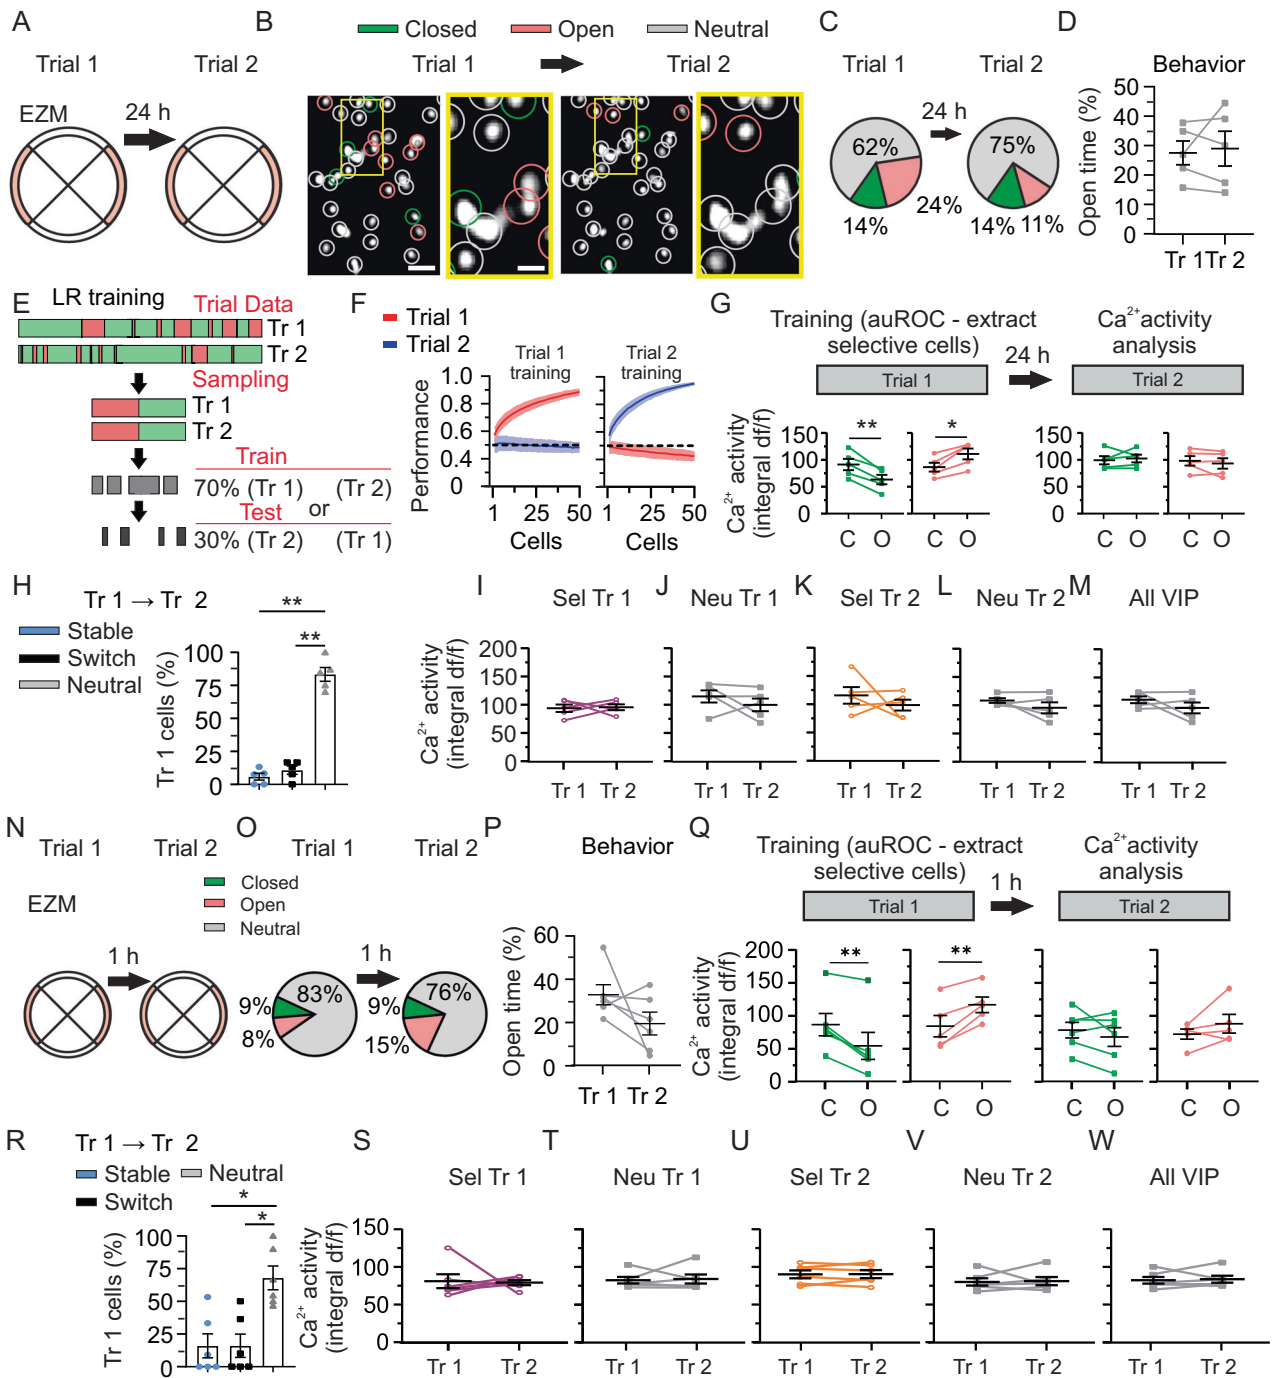 A
Trial 1
Trial 2
EZM
24 h
B
Closed
Open
Neutral
Trial 1
Trial 2
C
Trial 1
Trial 2
24 h
62%
14%
24%
75%
14%
11%
D
Behavior
Open time (%)
50
40
30
20
10
0
Tr 1
Tr 2
E
LR training
Trial Data
Tr 1
Tr 2
Sampling
Tr 1
Tr 2
Train
70% (Tr 1)
(Tr 2)
Test
or
30% (Tr 2)
(Tr 1)
F
Trial 1
Trial 2
Trial 1
training
Trial 2
training
Performance
1.0
0.8
0.6
0.4
0
1
25
50
1
25
50
Cells
Cells
G
Training (auROC - extract
selective cells)
24 h
Ca2+ activity
analysis
Trial 1
Trial 2
Ca2+ activity
(integral df/f)
150
100
50
0
**
C
O
*
C
O
150
100
50
0
C
O
C
O
H
Tr 1 → Tr 2
Stable
Switch
Neutral
Tr 1 cells (%)
100
75
50
25
0
**
**
I
Sel Tr 1
Ca2+ activity
(integral df/f)
200
150
100
50
0
Tr 1
Tr 2
J
Neu Tr 1
Tr 1
Tr 2
K
Sel Tr 2
Tr 1
Tr 2
L
Neu Tr 2
Tr 1
Tr 2
M
All VIP
Tr 1
Tr 2
N
Trial 1
Trial 2
EZM
1 h
O
Trial 1
Trial 2
Closed
Open
Neutral
1 h
83%
9%
8%
76%
9%
15%
P
Behavior
Open time (%)
60
40
20
0
Tr 1
Tr 2
Q
Training (auROC - extract
selective cells)
1 h
Ca2+ activity
analysis
Trial 1
Trial 2
Ca2+ activity
(integral df/f)
200
150
100
50
0
**
C
O
**
C
O
C
O
C
O
R
Tr 1 → Tr 2
Stable
Neutral
Switch
Tr 1 cells (%)
100
75
50
25
0
*
*
S
Sel Tr 1
Ca2+ activity
(integral df/f)
150
100
50
0
Tr 1
Tr 2
T
Neu Tr 1
Tr 1
Tr 2
U
Sel Tr 2
Tr 1
Tr 2
V
Neu Tr 2
Tr 1
Tr 2
W
All VIP
Tr 1
Tr 2